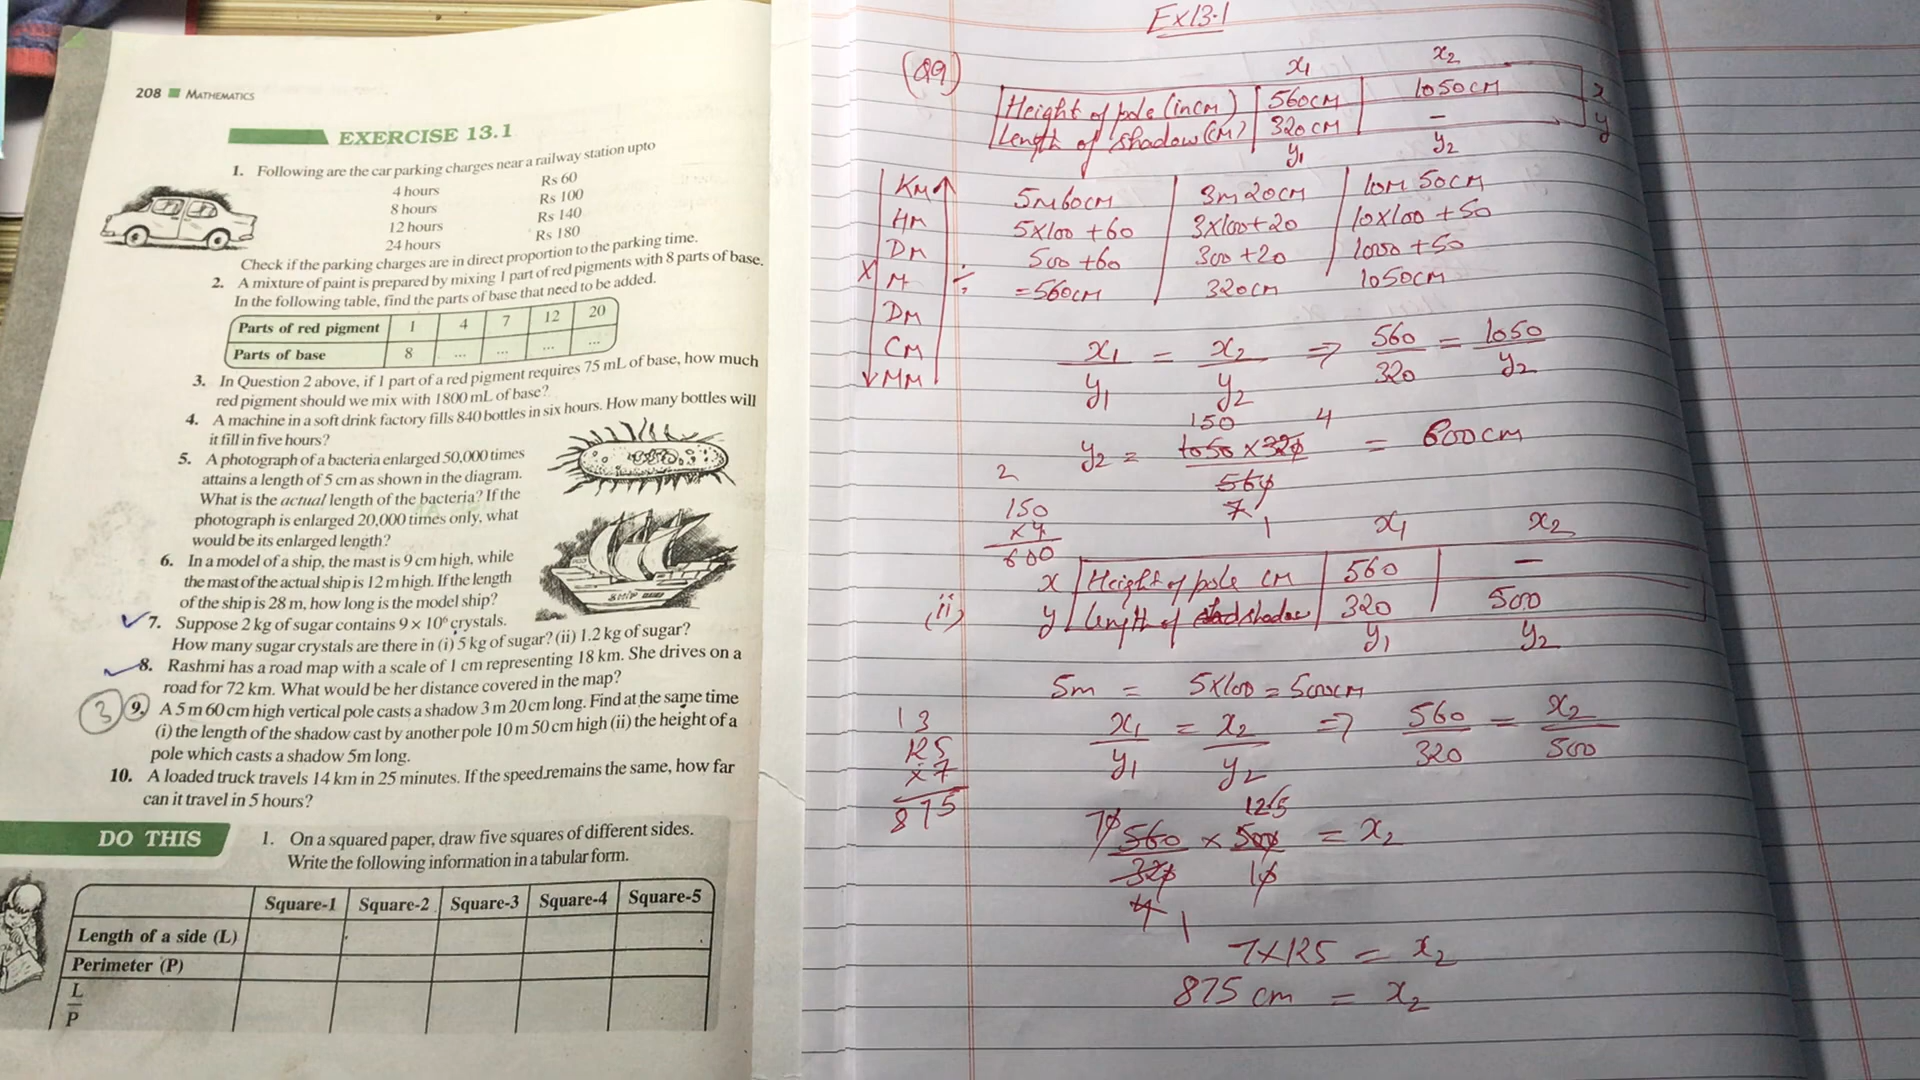 208 MATHEMATICS
EXERCISE 13.1
1. Following are the car parking charges near a railway station upto
4 hours Rs 60
8 hours Rs 100
12 hours Rs 140
24 hours Rs 180
Check if the parking charges are in direct proportion to the parking time.
2. A mixture of paint is prepared by mixing 1 part of red pigments with 8 parts of base.
In the following table, find the parts of base that need to be added.
Parts of red pigment 1 4 7 12 20
Parts of base 8 ... ... ... ...
3. In Question 2 above, if 1 part of a red pigment requires 75 mL of base, how much
red pigment should we mix with 1800 mL of base?
4. A machine in a soft drink factory fills 840 bottles in six hours. How many bottles will
it fill in five hours?
5. A photograph of a bacteria enlarged 50,000 times
attains a length of 5 cm as shown in the diagram.
What is the actual length of the bacteria? If the
photograph is enlarged 20,000 times only, what
would be its enlarged length?
6. In a model of a ship, the mast is 9 cm high, while
the mast of the actual ship is 12 m high. If the length
of the ship is 28 m, how long is the model ship?
SHIP
7. Suppose 2 kg of sugar contains 9 × 10⁶ crystals.
How many sugar crystals are there in (i) 5 kg of sugar? (ii) 1.2 kg of sugar?
8. Rashmi has a road map with a scale of 1 cm representing 18 km. She drives on a
road for 72 km. What would be her distance covered in the map?
3 9. A 5 m 60 cm high vertical pole casts a shadow 3 m 20 cm long. Find at the same time
(i) the length of the shadow cast by another pole 10 m 50 cm high (ii) the height of a
pole which casts a shadow 5m long.
10. A loaded truck travels 14 km in 25 minutes. If the speed remains the same, how far
can it travel in 5 hours?
DO THIS
1. On a squared paper, draw five squares of different sides.
Write the following information in a tabular form.
Square-1 Square-2 Square-3 Square-4 Square-5
Length of a side (L)
Perimeter (P)
L
P
Ex13.1
(Q9)
x₁ x₂
Height of pole (in cm) 560cm 1050cm x
Length of shadow (cm) 320cm - y
y₁ y₂
KM 5m60cm 3m20cm 10m 50cm
HM 5×100+60 3×100+20 10×100+50
DM 500+60 300+20 1000+50
× M ÷ =560cm 320cm 1050cm
DM
CM
MM
x₁/y₁ = x₂/y₂ ⇒ 560/320 = 1050/y₂
150 4
y₂ = 1050×320/560 = 600cm
7 1
2
150
×4
600
x₁ x₂
(ii) x Height of pole cm 560 -
y length of shadow 320 500
y₁ y₂
5m = 5×100 = 500cm
x₁/y₁ = x₂/y₂ ⇒ 560/320 = x₂/500
13
125
×7
875
70 125
560/320 × 500/10 = x₂
4 1
7×125 = x₂
875 cm = x₂